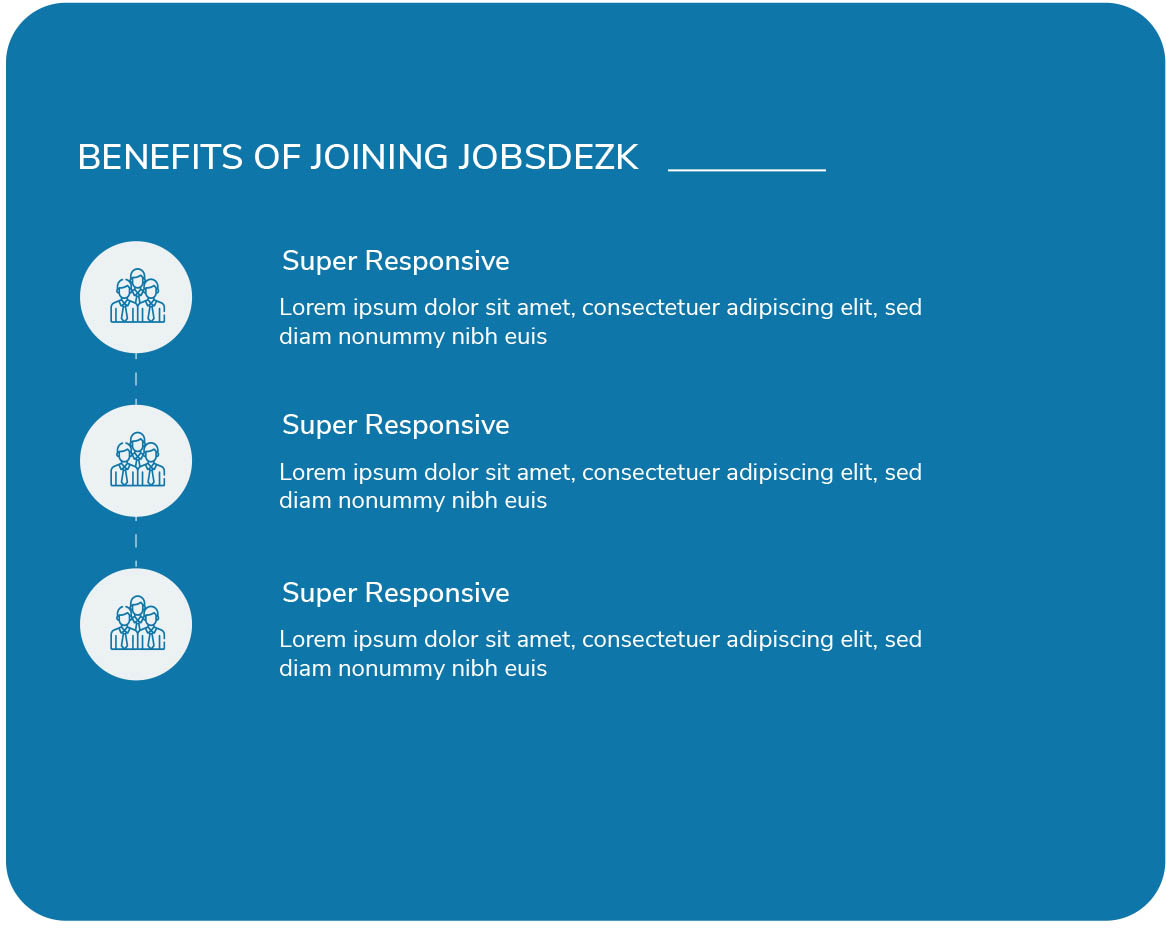 BENEFITS OF JOINING JOBSDEZK
Super Responsive
Lorem ipsum dolor sit amet, consectetuer adipiscing elit, sed
diam nonummy nibh euis
Super Responsive
Lorem ipsum dolor sit amet, consectetuer adipiscing elit, sed
diam nonummy nibh euis
Super Responsive
Lorem ipsum dolor sit amet, consectetuer adipiscing elit, sed
diam nonummy nibh euis